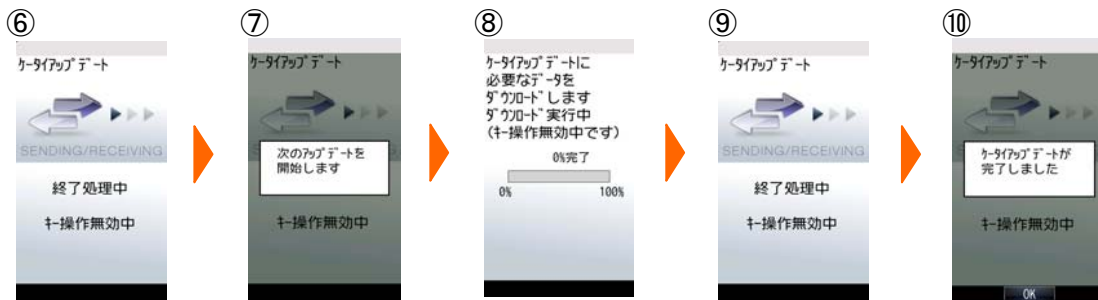 ⑥
ｹｰﾀｲｱｯﾌﾟﾃﾞｰﾄ
SENDING/RECEIVING
終了処理中
ｷｰ操作無効中
⑦
ｹｰﾀｲｱｯﾌﾟﾃﾞｰﾄ
次のｱｯﾌﾟﾃﾞｰﾄを
開始します
ｷｰ操作無効中
⑧
ｹｰﾀｲｱｯﾌﾟﾃﾞｰﾄに
必要なﾃﾞｰﾀを
ﾀﾞｳﾝﾛｰﾄﾞします
ﾀﾞｳﾝﾛｰﾄﾞ実行中
(ｷｰ操作無効中です)
0%完了
0% 100%
⑨
ｹｰﾀｲｱｯﾌﾟﾃﾞｰﾄ
SENDING/RECEIVING
終了処理中
ｷｰ操作無効中
⑩
ｹｰﾀｲｱｯﾌﾟﾃﾞｰﾄ
ｹｰﾀｲｱｯﾌﾟﾃﾞｰﾄが
完了しました
ｷｰ操作無効中
OK